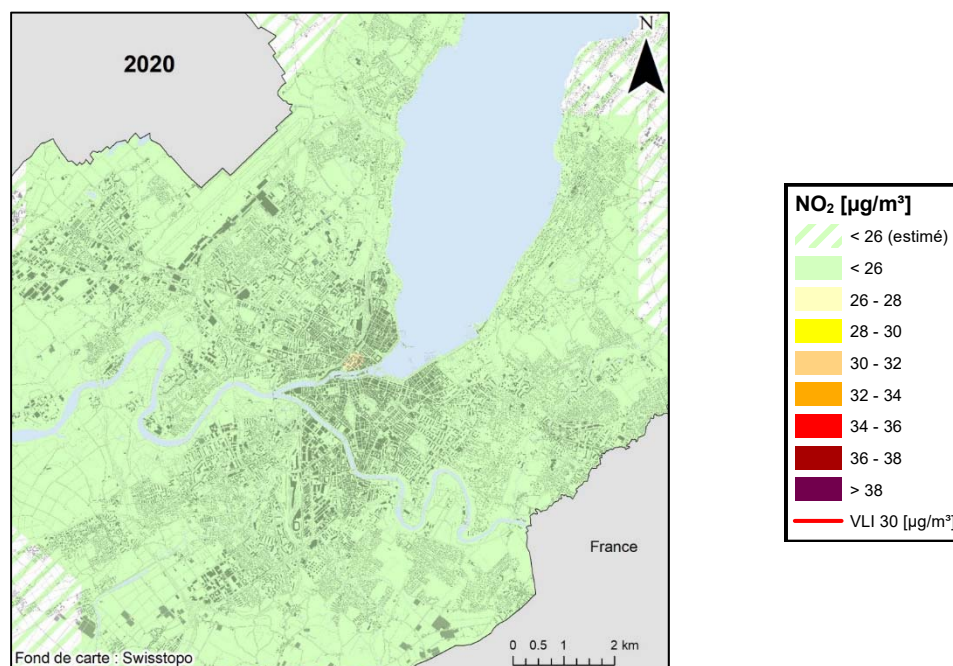 2020
N
France
0 0.5 1 2 km
Fond de carte : Swisstopo
NO₂ [µg/m³]
< 26 (estimé)
< 26
26 - 28
28 - 30
30 - 32
32 - 34
34 - 36
36 - 38
> 38
VLI 30 [µg/m³]